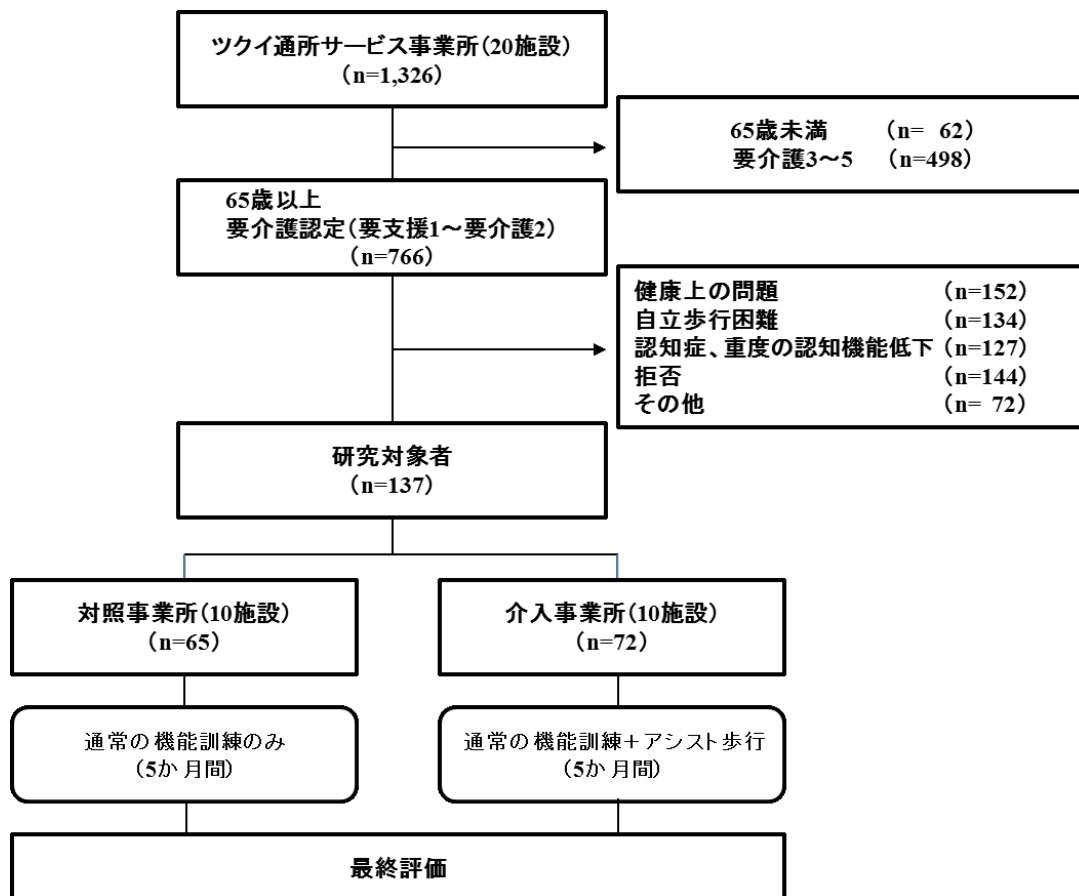 ツクイ通所サービス事業所(20施設)
(n=1,326)
65歳未満 (n= 62)
要介護3~5 (n=498)
65歳以上
要介護認定(要支援1~要介護2)
(n=766)
健康上の問題 (n=152)
自立歩行困難 (n=134)
認知症、重度の認知機能低下 (n=127)
拒否 (n=144)
その他 (n= 72)
研究対象者
(n=137)
対照事業所(10施設)
(n=65)
介入事業所(10施設)
(n=72)
通常の機能訓練のみ
(5か月間)
通常の機能訓練+アシスト歩行
(5か月間)
最終評価